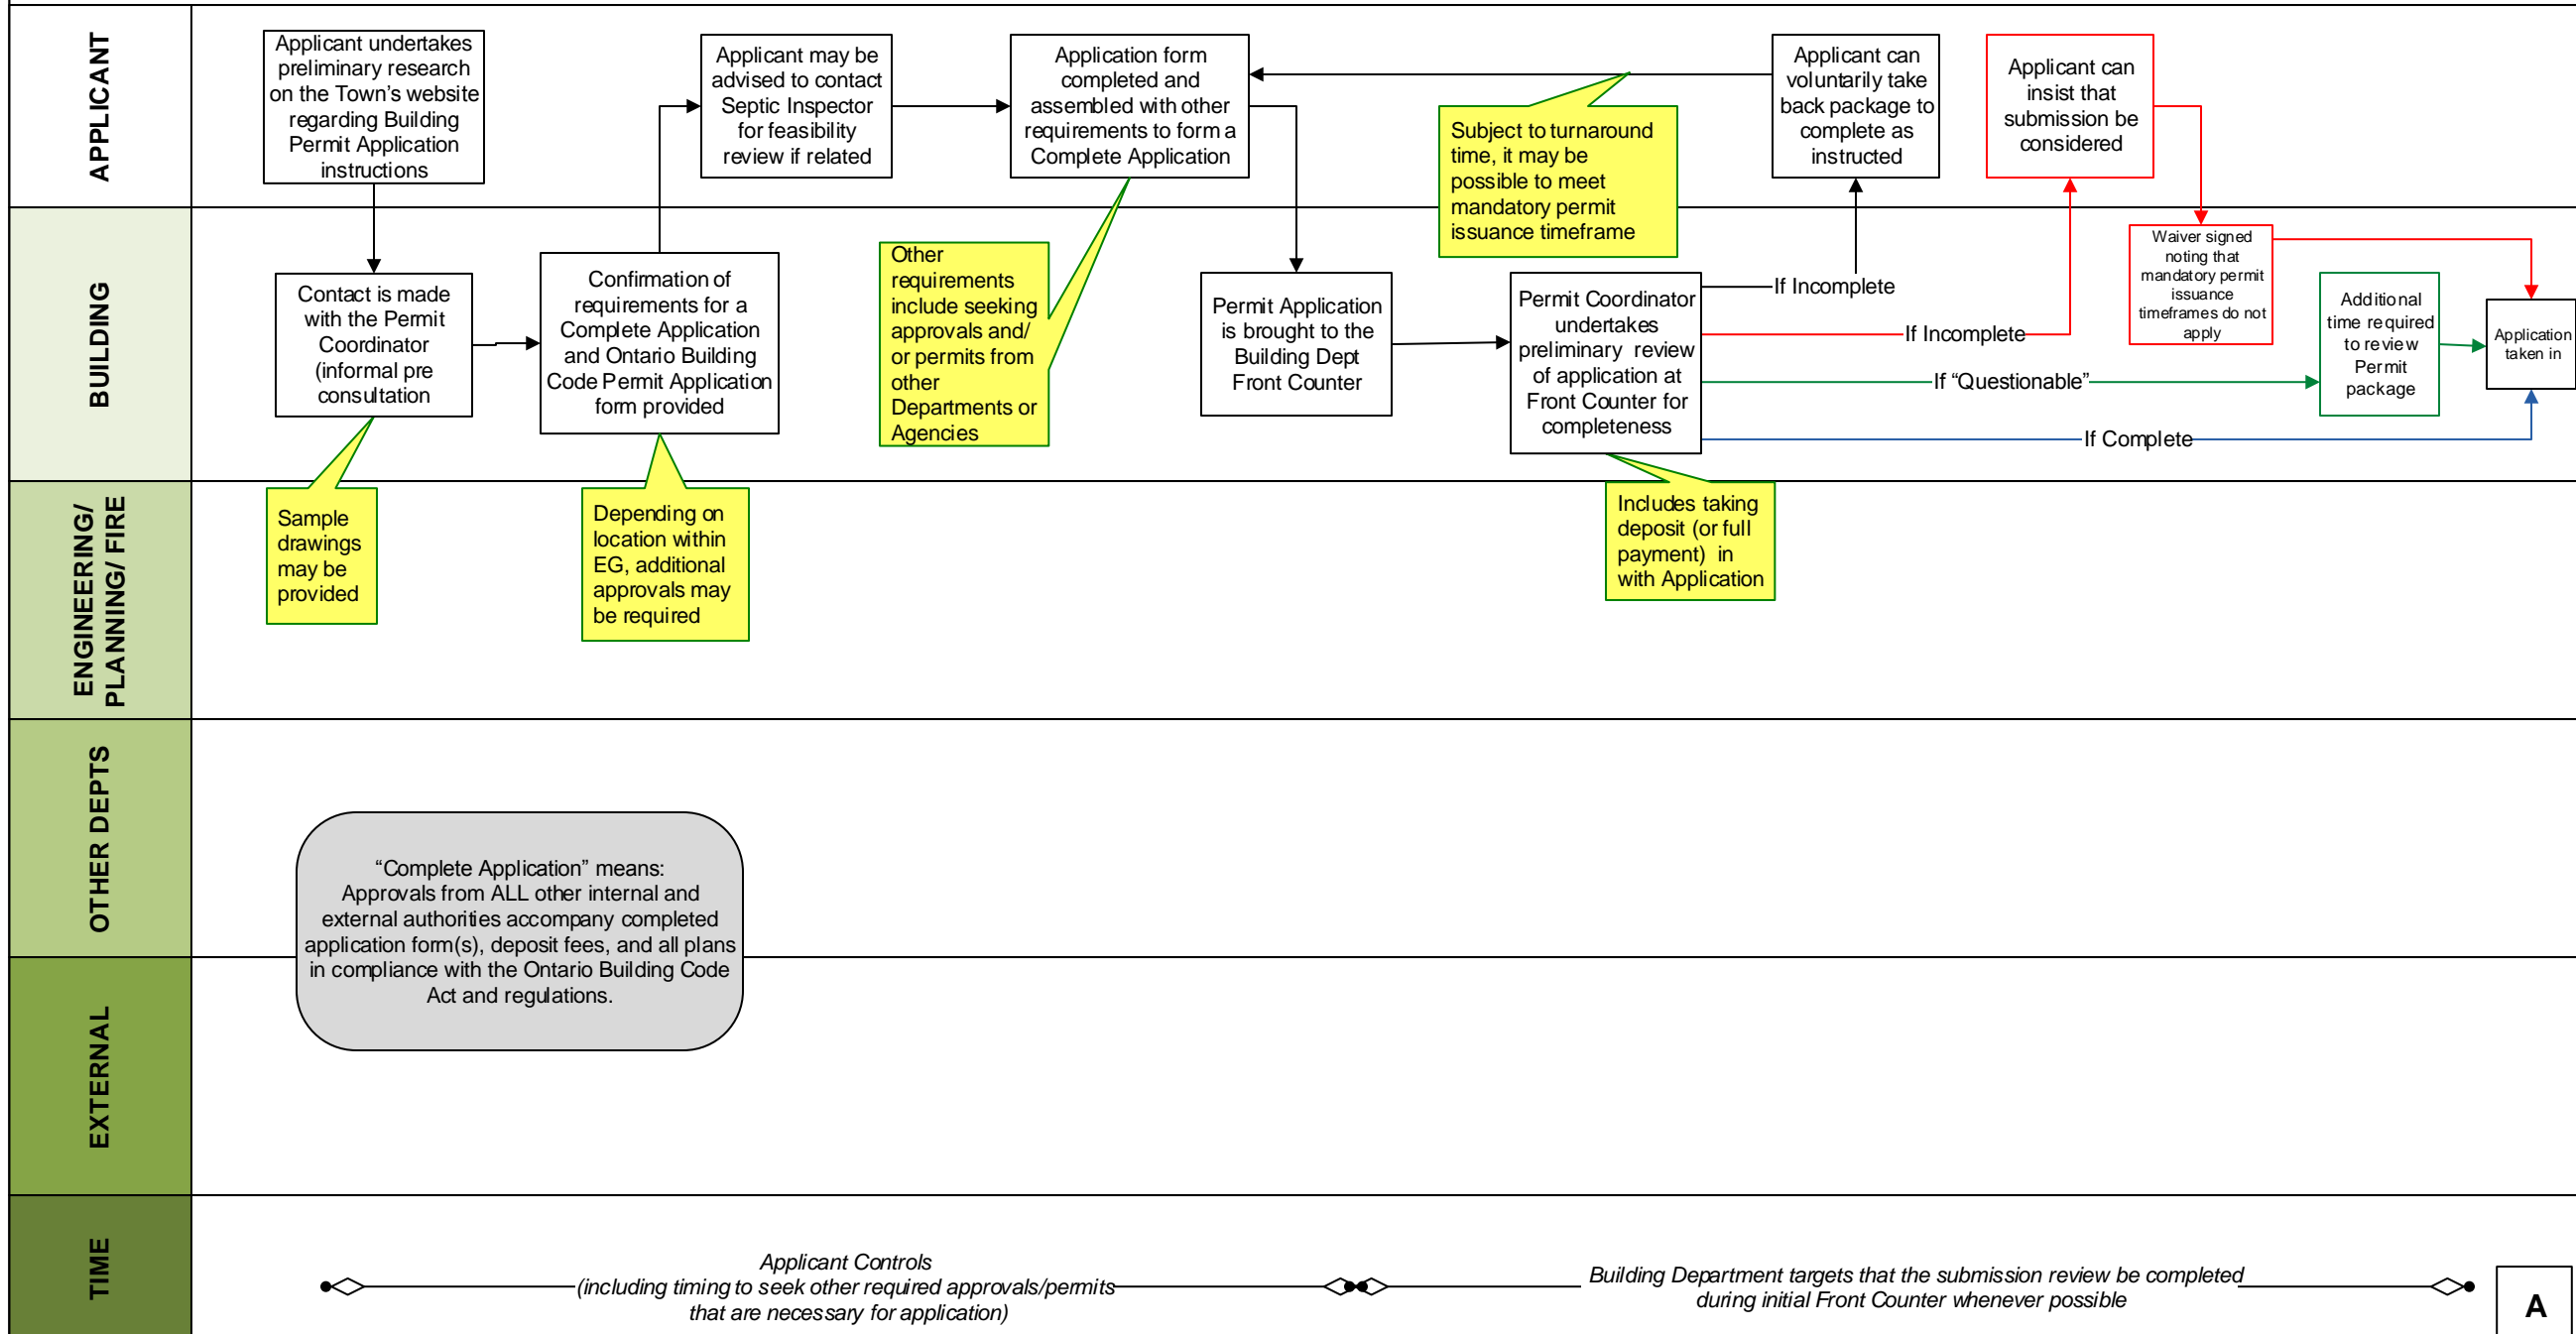 APPLICANT
Applicant undertakes
preliminary research
on the Town's website
regarding Building
Permit Application
instructions
Applicant may be
advised to contact
Septic Inspector
for feasibility
review if related
Application form
completed and
assembled with other
requirements to form a
Complete Application
Subject to turnaround
time, it may be
possible to meet
mandatory permit
issuance timeframe
Applicant can
voluntarily take
back package to
complete as
instructed
Applicant can
insist that
submission be
considered
BUILDING
Contact is made
with the Permit
Coordinator
(informal pre
consultation
Confirmation of
requirements for a
Complete Application
and Ontario Building
Code Permit Application
form provided
Other
requirements
include seeking
approvals and/
or permits from
other
Departments or
Agencies
Permit Application
is brought to the
Building Dept
Front Counter
Permit Coordinator
undertakes
preliminary review
of application at
Front Counter for
completeness
If Incomplete
If Incomplete
If “Questionable”
If Complete
Waiver signed
noting that
mandatory permit
issuance
timeframes do not
apply
Additional
time required
to review
Permit
package
Application
taken in
ENGINEERING/
PLANNING/ FIRE
Sample
drawings
may be
provided
Depending on
location within
EG, additional
approvals may
be required
Includes taking
deposit (or full
payment) in
with Application
OTHER DEPTS
“Complete Application” means:
Approvals from ALL other internal and
external authorities accompany completed
application form(s), deposit fees, and all plans
in compliance with the Ontario Building Code
Act and regulations.
EXTERNAL
TIME
Applicant Controls
(including timing to seek other required approvals/permits
that are necessary for application)
Building Department targets that the submission review be completed
during initial Front Counter whenever possible
A